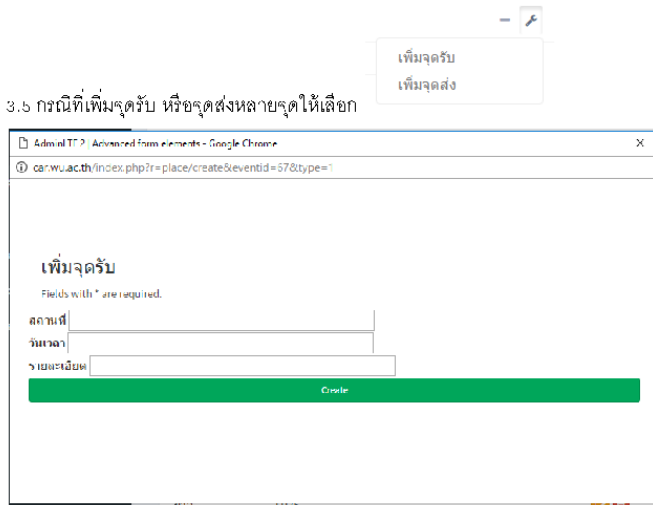 เพิ่มจุดรับ
เพิ่มจุดส่ง
3.5 กรณีที่เพิ่มจุดรับ หรือจุดส่งหลายจุดให้เลือก
AdminLTE 2 | Advanced form elements - Google Chrome
car.wu.ac.th/index.php?r=place/create&eventid=67&type=1
เพิ่มจุดรับ
Fields with * are required.
สถานที่
วันเวลา
รายละเอียด
Create